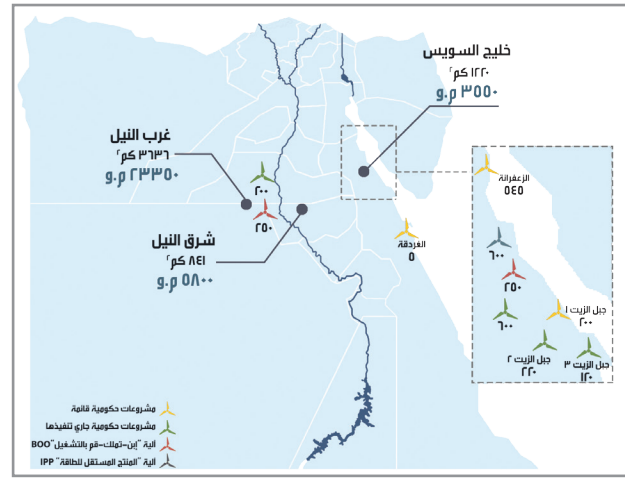 خليج السويس
١٢٢٠ كم٢
٣٥٥٠ م.و
غرب النيل
٣٦٣٦ كم٢
٢٣٣٥٠ م.و
٢٠٠
٢٥٠
شرق النيل
٨٤١ كم٢
٥٨٠٠ م.و
الغردقة
٥
الزعفرانة
٥٤٥
٦٠٠
٢٥٠
٦٠٠
جبل الزيت ١
٢٠٠
جبل الزيت ٢
٢٢٠
جبل الزيت ٣
١٢٠
مشروعات حكومية قائمة
مشروعات حكومية جاري تنفيذها
آلية "إبن-تملك-قم بالتشغيل" BOO
آلية "المنتج المستقل للطاقة" IPP